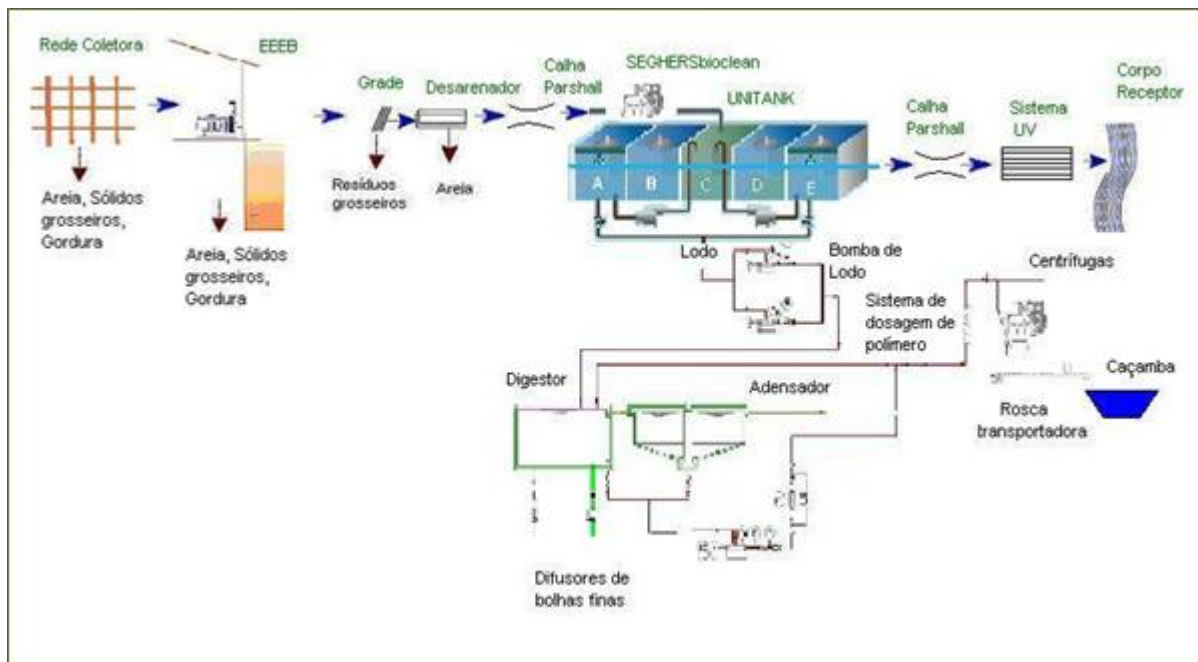 Rede Coletora
EEEB
Grade
Desarenador
Calha
Parshall
SEGHERSbioclean
UNITANK
Calha
Parshall
Sistema
UV
Corpo
Receptor
Areia, Sólidos
grosseiros,
Gordura
Areia, Sólidos
grosseiros,
Gordura
Resíduos
grosseiros
Areia
A
B
C
D
E
Lodo
Bomba de
Lodo
Sistema de
dosagem de
polímero
Centrífugas
Caçamba
Rosca
transportadora
Digestor
Adensador
Difusores de
bolhas finas